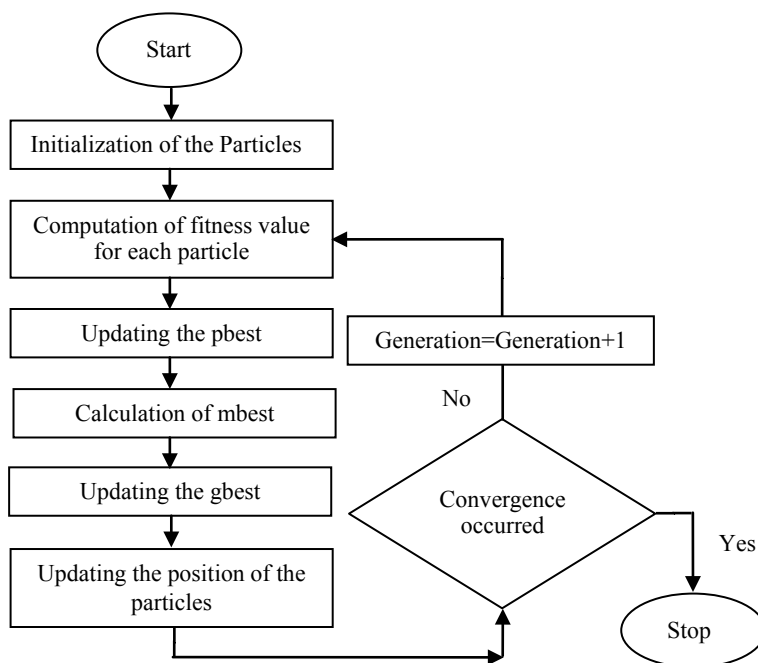 Start
Initialization of the Particles
Computation of fitness value
for each particle
Updating the pbest
Calculation of mbest
Updating the gbest
Updating the position of the
particles
Generation=Generation+1
No
Convergence
occurred
Yes
Stop